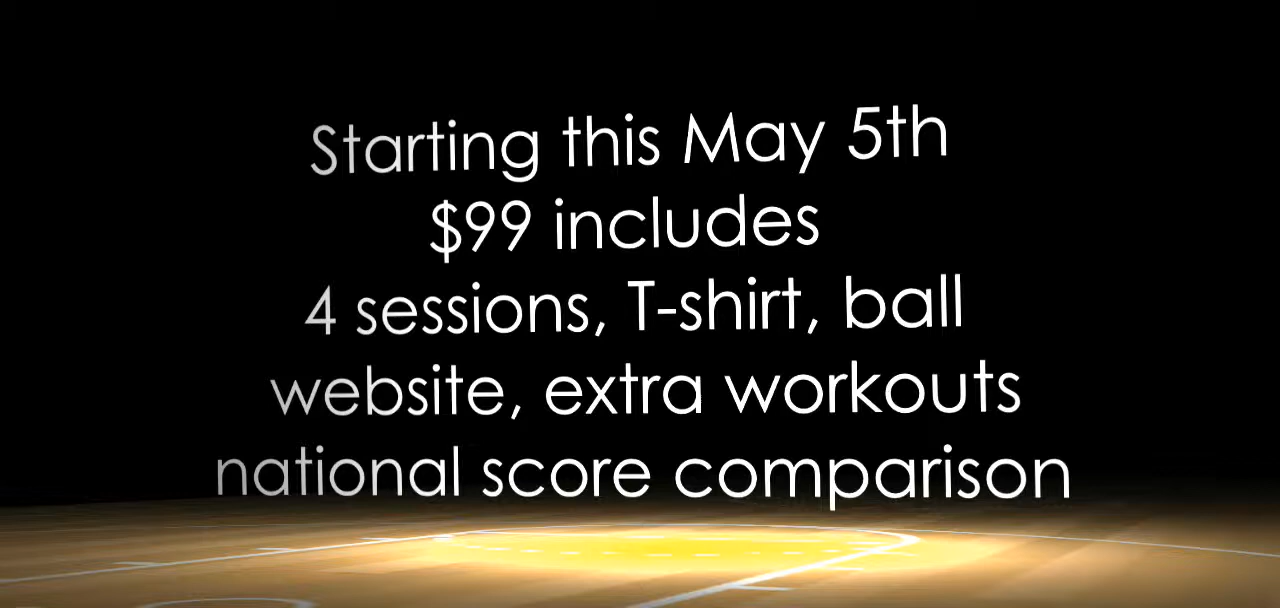 Starting this May 5th
$99 includes
4 sessions, T-shirt, ball
website, extra workouts
national score comparison